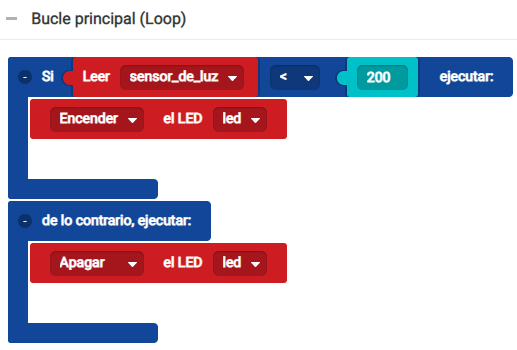 Bucle principal (Loop)
Si Leer sensor_de_luz < 200 ejecutar:
Encender el LED led
de lo contrario, ejecutar:
Apagar el LED led